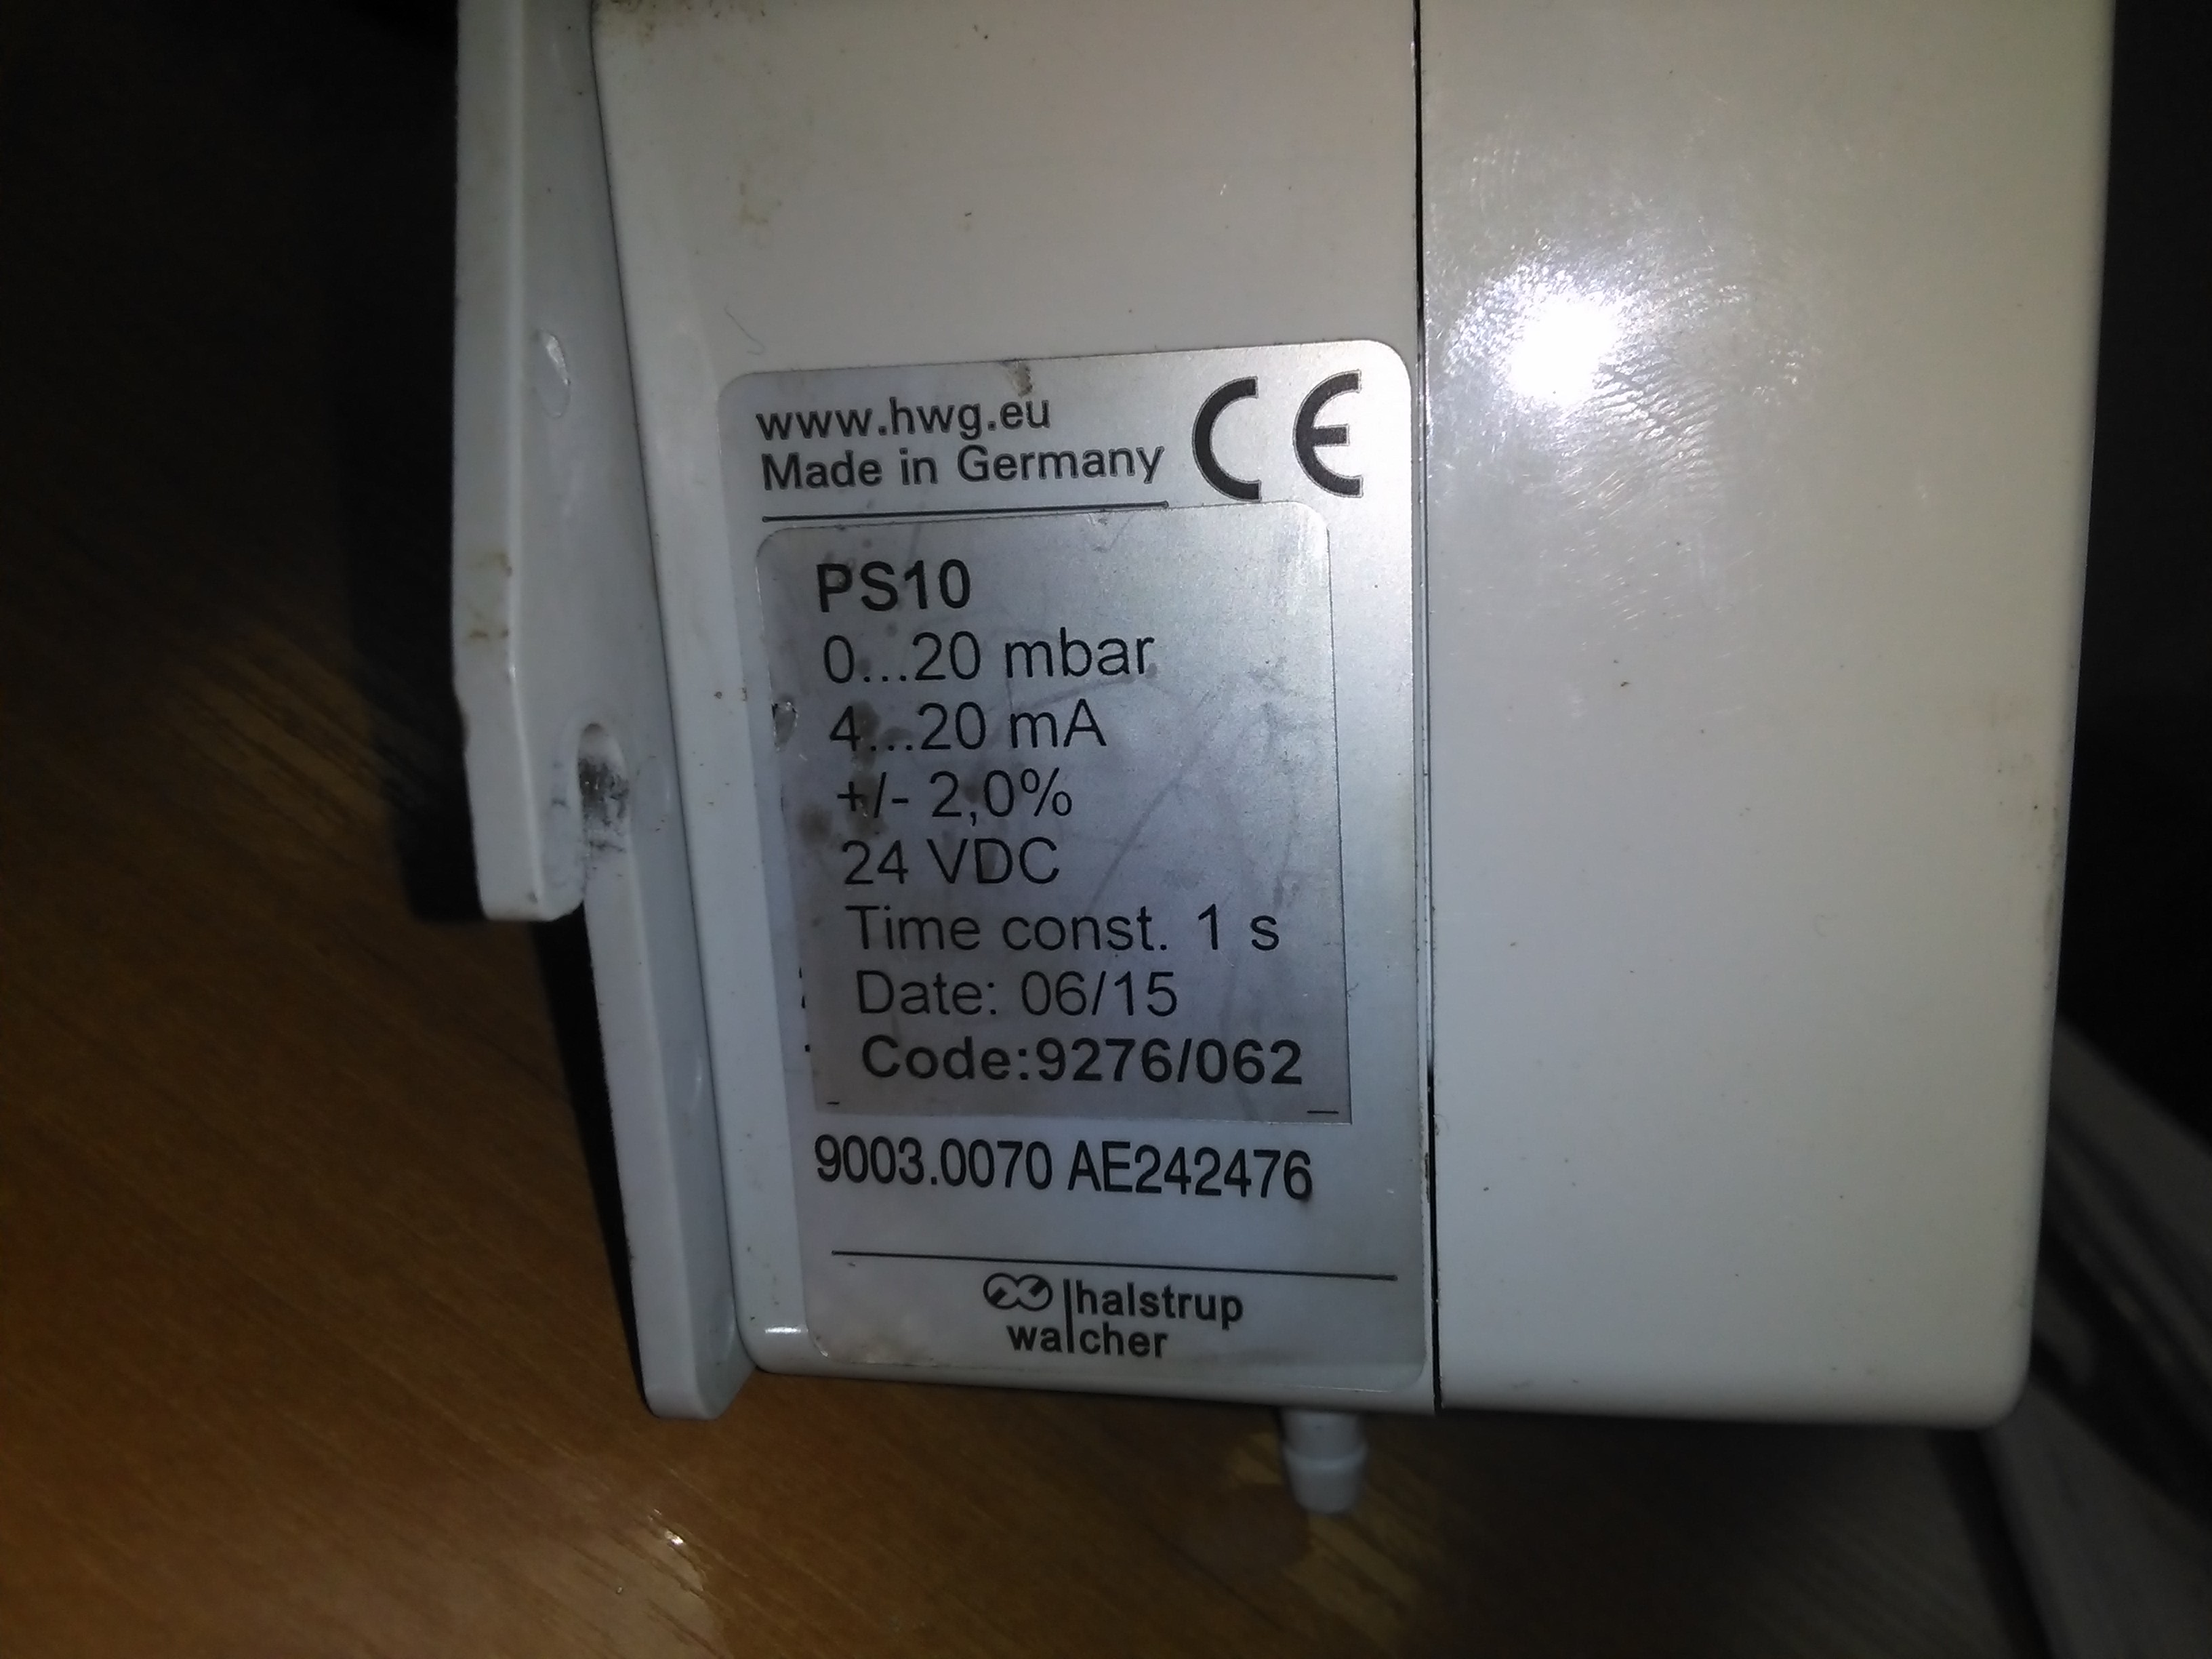 www.hwg.eu
Made in Germany
CE
PS10
0...20 mbar
4...20 mA
+/- 2,0%
24 VDC
Time const. 1 s
Date: 06/15
Code:9276/062
9003.0070 AE242476
halstrup
walcher